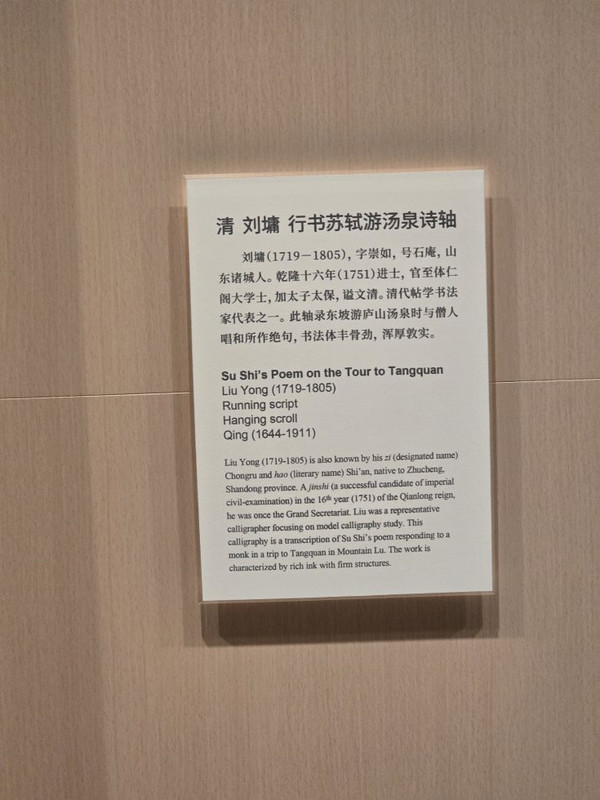 清 刘墉 行书苏轼游汤泉诗轴
刘墉(1719－1805)，字崇如，号石庵，山
东诸城人。乾隆十六年(1751)进士，官至体仁
阁大学士，加太子太保，谥文清。清代帖学书法
家代表之一。此轴录东坡游庐山汤泉时与僧人
唱和所作绝句，书法体丰骨劲，浑厚敦实。
Su Shi's Poem on the Tour to Tangquan
Liu Yong (1719-1805)
Running script
Hanging scroll
Qing (1644-1911)
Liu Yong (1719-1805) is also known by his zi (designated name)
Chongru and hao (literary name) Shi'an, native to Zhucheng,
Shandong province. A jinshi (a successful candidate of imperial
civil-examination) in the 16th year (1751) of the Qianlong reign,
he was once the Grand Secretariat. Liu was a representative
calligrapher focusing on model calligraphy study. This
calligraphy is a transcription of Su Shi's poem responding to a
monk in a trip to Tangquan in Mountain Lu. The work is
characterized by rich ink with firm structures.